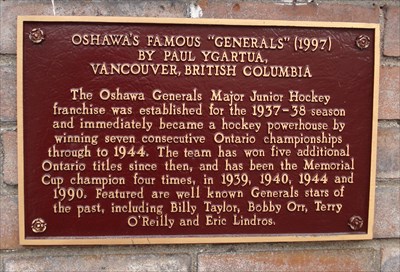 OSHAWA'S FAMOUS "GENERALS" (1997)
BY PAUL YGARTUA,
VANCOUVER, BRITISH COLUMBIA
The Oshawa Generals Major Junior Hockey
franchise was established for the 1937-38 season
and immediately became a hockey powerhouse by
winning seven consecutive Ontario championships
through to 1944. The team has won five additional
Ontario titles since then, and has been the Memorial
Cup champion four times, in 1939, 1940, 1944 and
1990. Featured are well known Generals stars of
the past, including Billy Taylor, Bobby Orr, Terry
O'Reilly and Eric Lindros.